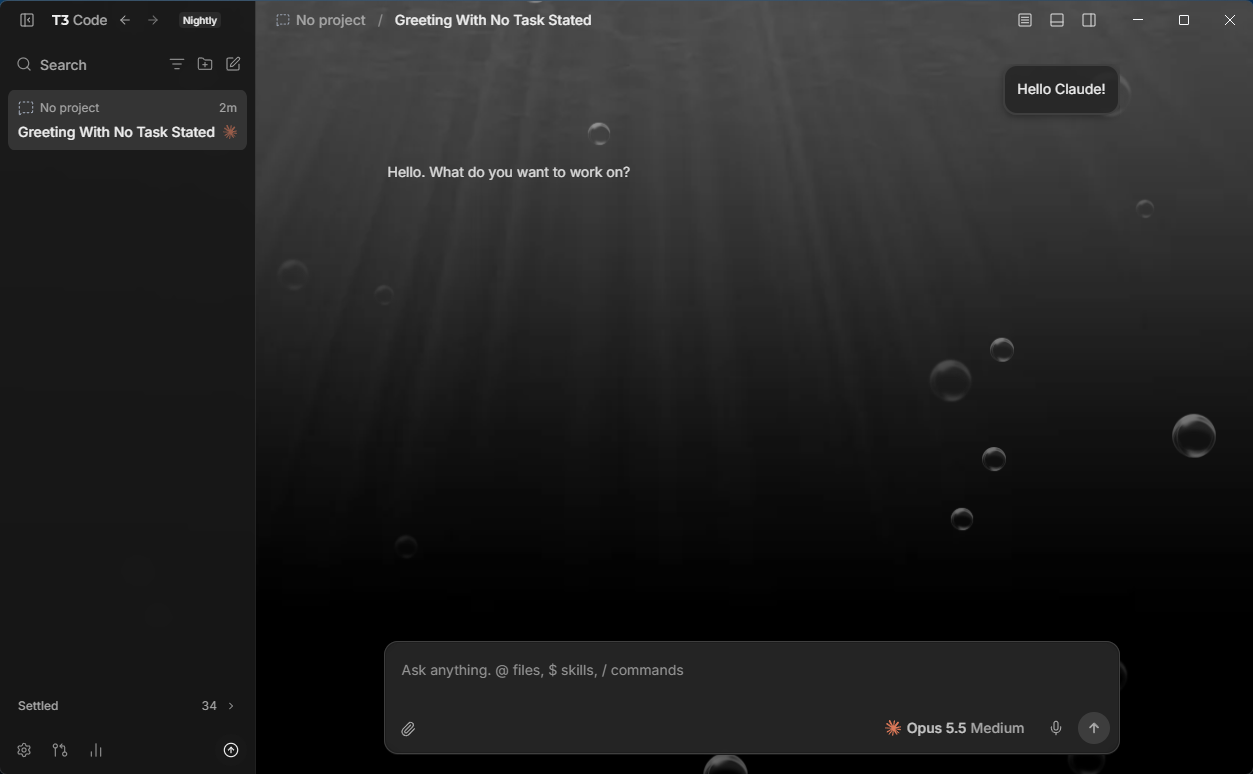 T3 Code
Nightly
No project / Greeting With No Task Stated
Search
No project 2m
Greeting With No Task Stated
Hello Claude!
Hello. What do you want to work on?
Ask anything. @ files, $ skills, / commands
Opus 5.5 Medium
Settled 34